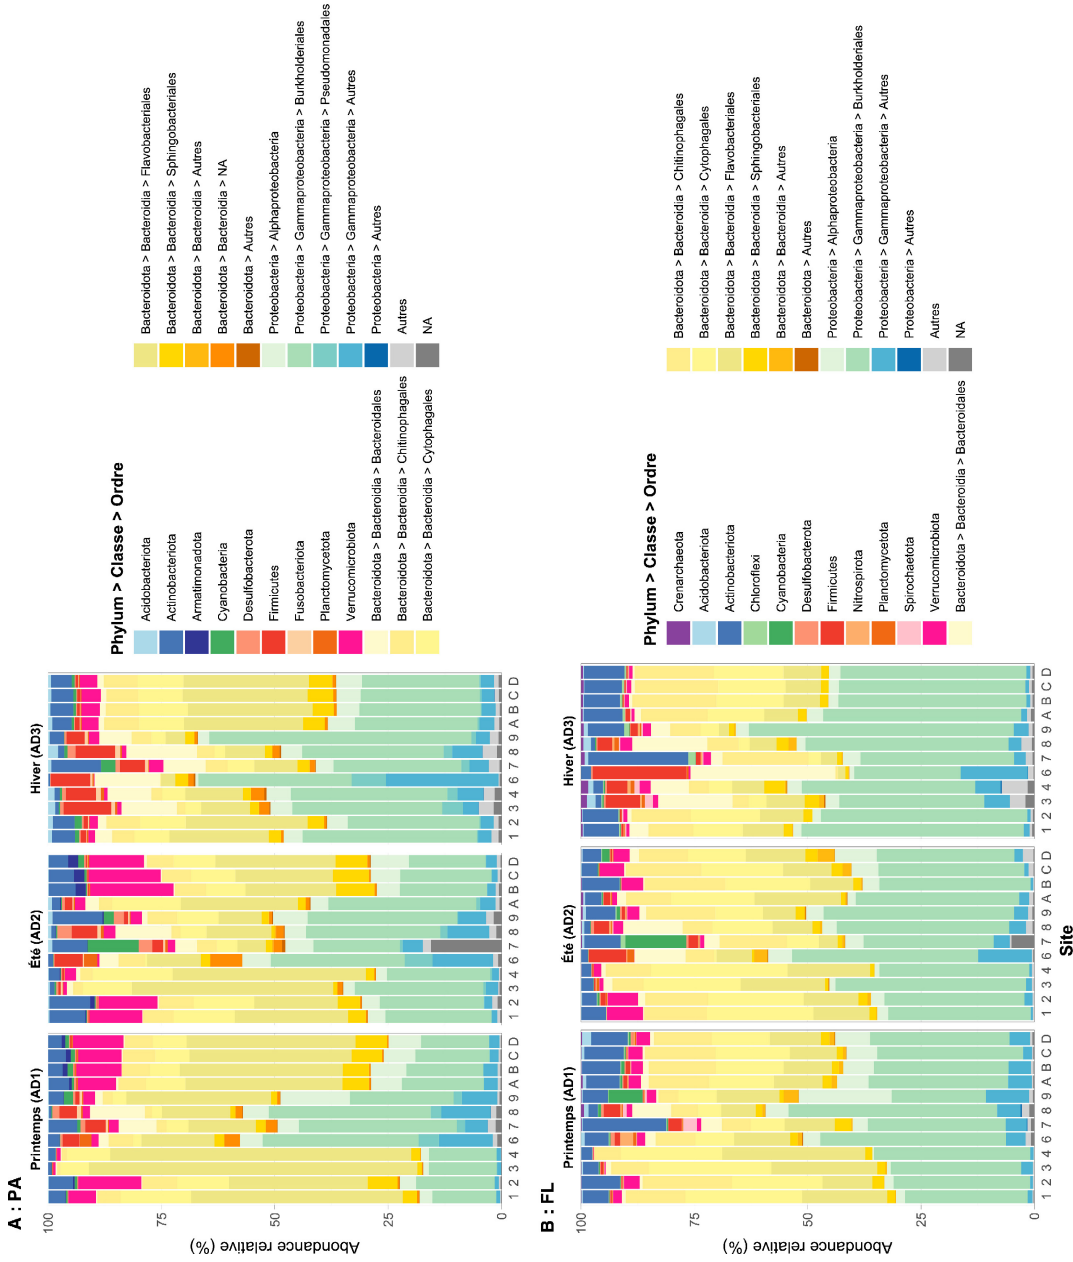 A : PA
Printemps (AD1)
Été (AD2)
Hiver (AD3)
Abondance relative (%)
100
75
50
25
0
1 2 3 4 6 7 8 9 A B C D
1 2 3 4 6 7 8 9 A B C D
1 2 3 4 6 7 8 9 A B C D
Phylum > Classe > Ordre
Acidobacteriota
Actinobacteriota
Armatimonadota
Cyanobacteria
Desulfobacterota
Firmicutes
Fusobacteriota
Planctomycetota
Verrucomicrobiota
Bacteroidota > Bacteroidia > Bacteroidales
Bacteroidota > Bacteroidia > Chitinophagales
Bacteroidota > Bacteroidia > Cytophagales
Bacteroidota > Bacteroidia > Flavobacteriales
Bacteroidota > Bacteroidia > Sphingobacteriales
Bacteroidota > Bacteroidia > Autres
Bacteroidota > Bacteroidia > NA
Bacteroidota > Autres
Proteobacteria > Alphaproteobacteria
Proteobacteria > Gammaproteobacteria > Burkholderiales
Proteobacteria > Gammaproteobacteria > Pseudomonadales
Proteobacteria > Gammaproteobacteria > Autres
Proteobacteria > Autres
Autres
NA
B : FL
Printemps (AD1)
Été (AD2)
Hiver (AD3)
Abondance relative (%)
100
75
50
25
0
1 2 3 4 6 7 8 9 A B C D
1 2 3 4 6 7 8 9 A B C D
1 2 3 4 6 7 8 9 A B C D
Site
Phylum > Classe > Ordre
Crenarchaeota
Acidobacteriota
Actinobacteriota
Chloroflexi
Cyanobacteria
Desulfobacterota
Firmicutes
Nitrospirota
Planctomycetota
Spirochaetota
Verrucomicrobiota
Bacteroidota > Bacteroidia > Bacteroidales
Bacteroidota > Bacteroidia > Chitinophagales
Bacteroidota > Bacteroidia > Cytophagales
Bacteroidota > Bacteroidia > Flavobacteriales
Bacteroidota > Bacteroidia > Sphingobacteriales
Bacteroidota > Bacteroidia > Autres
Bacteroidota > Autres
Proteobacteria > Alphaproteobacteria
Proteobacteria > Gammaproteobacteria > Burkholderiales
Proteobacteria > Gammaproteobacteria > Autres
Proteobacteria > Autres
Autres
NA